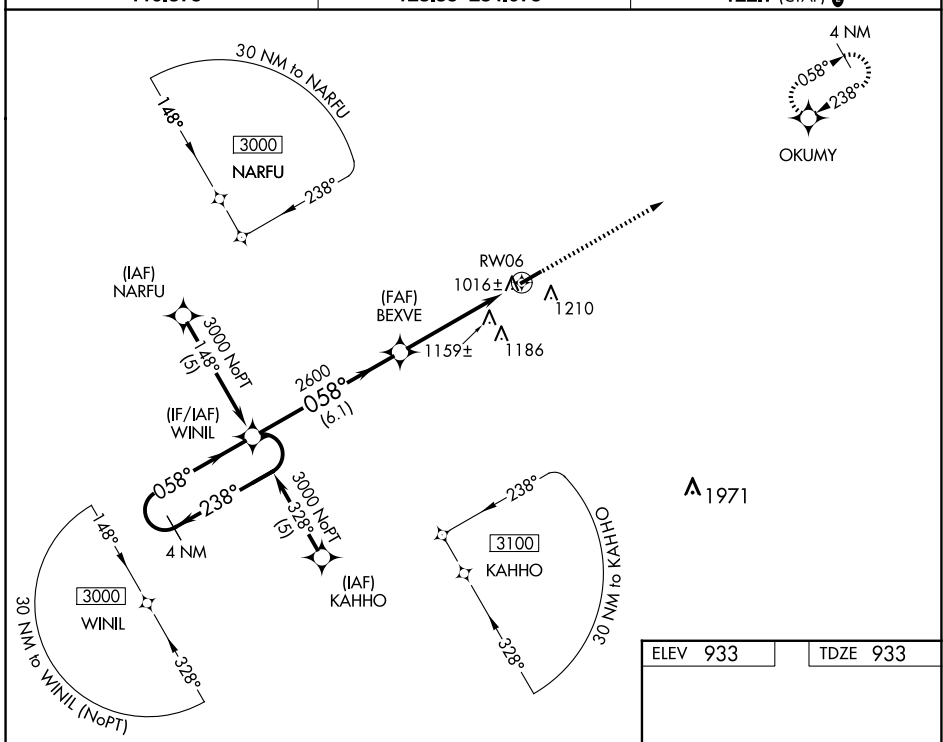 122.7 (CTAF)
4 NM
058°
238°
OKUMY
30 NM to NARFU
148°
3000
NARFU
238°
(IAF)
NARFU
3000 NoPT
148°
(5)
RW06
1016±
1210
(FAF)
BEXVE
1159±
1186
2600
058°
(6.1)
(IF/IAF)
WINIL
058°
238°
4 NM
3000 NoPT
328°
(5)
(IAF)
KAHHO
1971
238°
3100
KAHHO
328°
30 NM to KAHHO
148°
3000
WINIL
328°
30 NM to WINIL (NoPT)
ELEV 933
TDZE 933